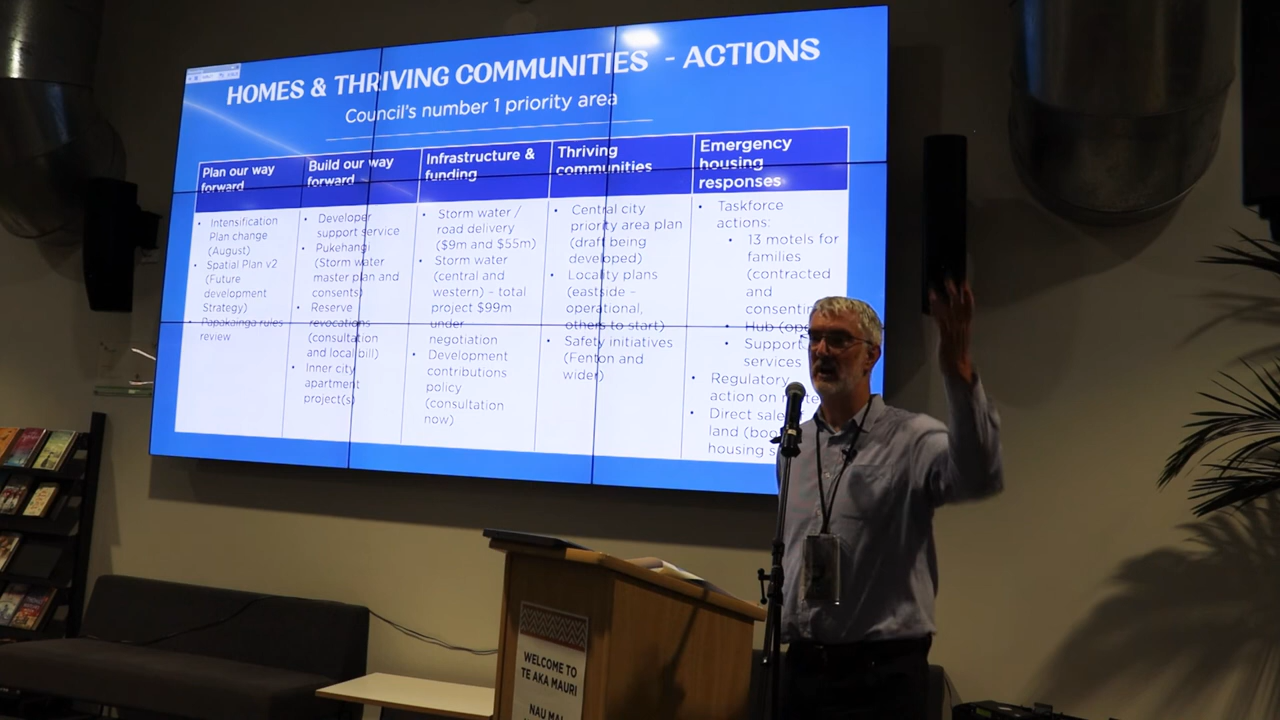 HOMES & THRIVING COMMUNITIES - ACTIONS
Council's number 1 priority area
Plan our way
forward
• Intensification
Plan change
(August)
• Spatial Plan v2
(Future
development
Strategy)
• Papakainga rules
review
Build our way
forward
• Developer
support service
• Pukehangi
(Storm water
master plan and
consents)
• Reserve
revocations
(consultation
and local bill)
• Inner city
apartment
project(s)
Infrastructure &
funding
• Storm water /
road delivery
($9m and $55m)
• Storm water
(central and
western) – total
project $99m
under
negotiation
• Development
contributions
policy
(consultation
now)
Thriving
communities
• Central city
priority area plan
(draft being
developed)
• Locality plans
(eastside –
operational,
others to start)
• Safety initiatives
(Fenton and
wider)
Emergency
housing
responses
• Taskforce
actions:
• 13 motels for
families
(contracted
and
• Hub
• Support
services
• Regulatory
action on
• Direct
land
housing
WELCOME TO
TE AKA MAURI
NAU MAI